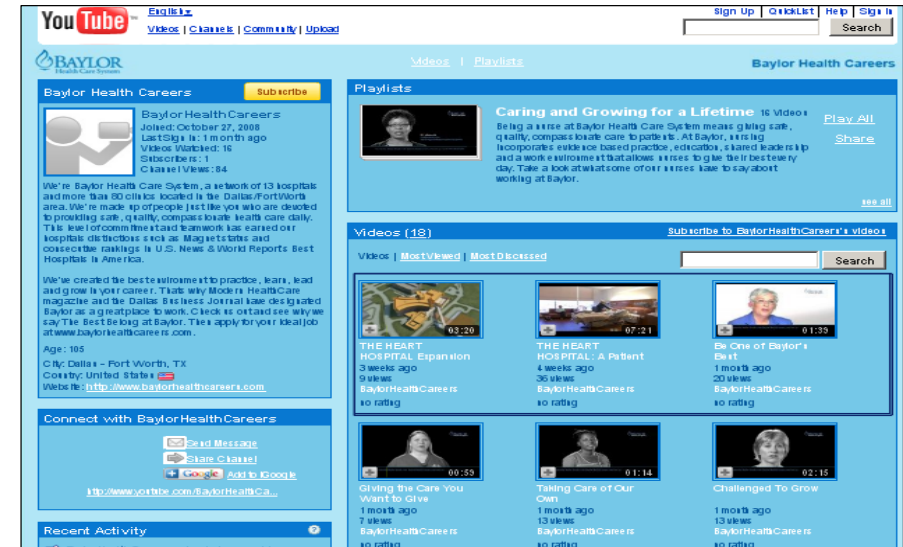 You Tube
English
Videos | Channels | Community | Upload
Sign Up | QuickList | Help | Sign In
Search
BAYLOR
Health Care System
Videos | Playlists
Baylor Health Careers
Baylor Health Careers
Subscribe
BaylorHealthCareers
Joined: October 27, 2008
Last Sign In: 1 month ago
Videos Watched: 16
Subscribers: 1
Channel Views: 84
We're Baylor Health Care System, a network of 13 hospitals
and more than 80 clinics located in the Dallas/Fort Worth
area. We're made up of people just like you who are devoted
to providing safe, quality, compassionate health care daily.
This level of commitment and teamwork has earned our
hospitals distinctions such as Magnet status and
consecutive rankings in U.S. News & World Reports Best
Hospitals in America.
We've created the best environment to practice, learn, lead
and grow in your career. Thats why Modern HealthCare
magazine and the Dallas Business Journal have designated
Baylor as a great place to work. Check us out and see why we
say The Best Belong at Baylor. Then apply for your ideal job
at www.baylorhealthcareers.com.
Age: 105
City: Dallas - Fort Worth, TX
Country: United States
Website: http://www.baylorhealthcareers.com
Connect with BaylorHealthCareers
Send Message
Share Channel
Google Add to iGoogle
http://www.youtube.com/BaylorHealthCa...
Recent Activity
Playlists
Caring and Growing for a Lifetime 16 Videos
Being a nurse at Baylor Health Care System means giving safe,
quality, compassionate care to patients. At Baylor, nursing
incorporates evidence based practice, education, shared leadership
and a work environment that allows nurses to give their best every
day. Take a look at what some of our nurses have to say about
working at Baylor.
Play All
Share
see all
Videos (18)
Subscribe to BaylorHealthCareers's videos
Videos | Most Viewed | Most Discussed
Search
03:20
THE HEART
HOSPITAL Expansion
3 weeks ago
9 views
BaylorHealthCareers
no rating
07:21
THE HEART
HOSPITAL: A Patient
4 weeks ago
36 views
BaylorHealthCareers
no rating
01:39
Be One of Baylor's
Best
1 month ago
20 views
BaylorHealthCareers
no rating
00:59
Giving the Care You
Want to Give
1 month ago
7 views
BaylorHealthCareers
no rating
01:14
Taking Care of Our
Own
1 month ago
13 views
BaylorHealthCareers
no rating
02:15
Challenged To Grow
1 month ago
13 views
BaylorHealthCareers
no rating